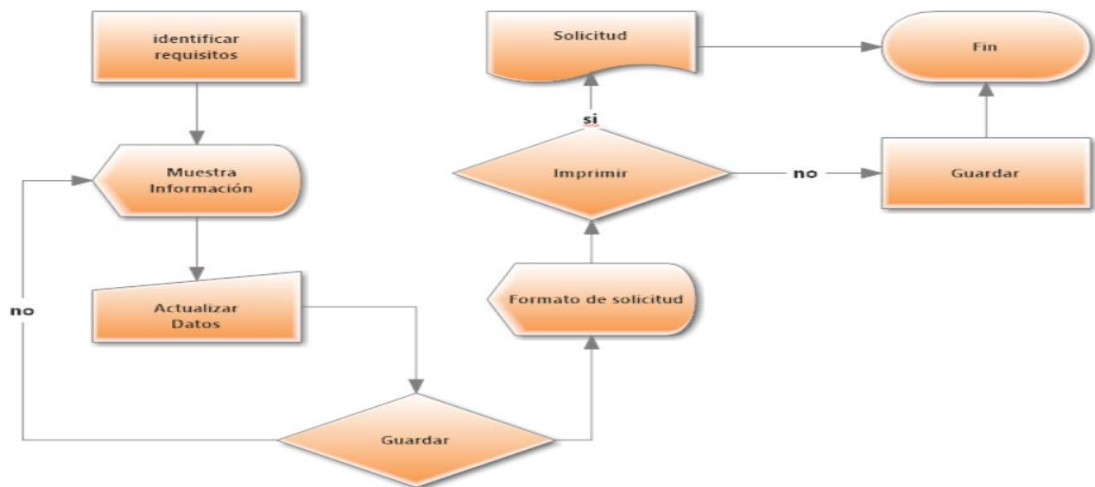 identificar
requisitos
Muestra
Información
no
Actualizar
Datos
Guardar
Formato de solicitud
Imprimir
si
Solicitud
no
Guardar
Fin